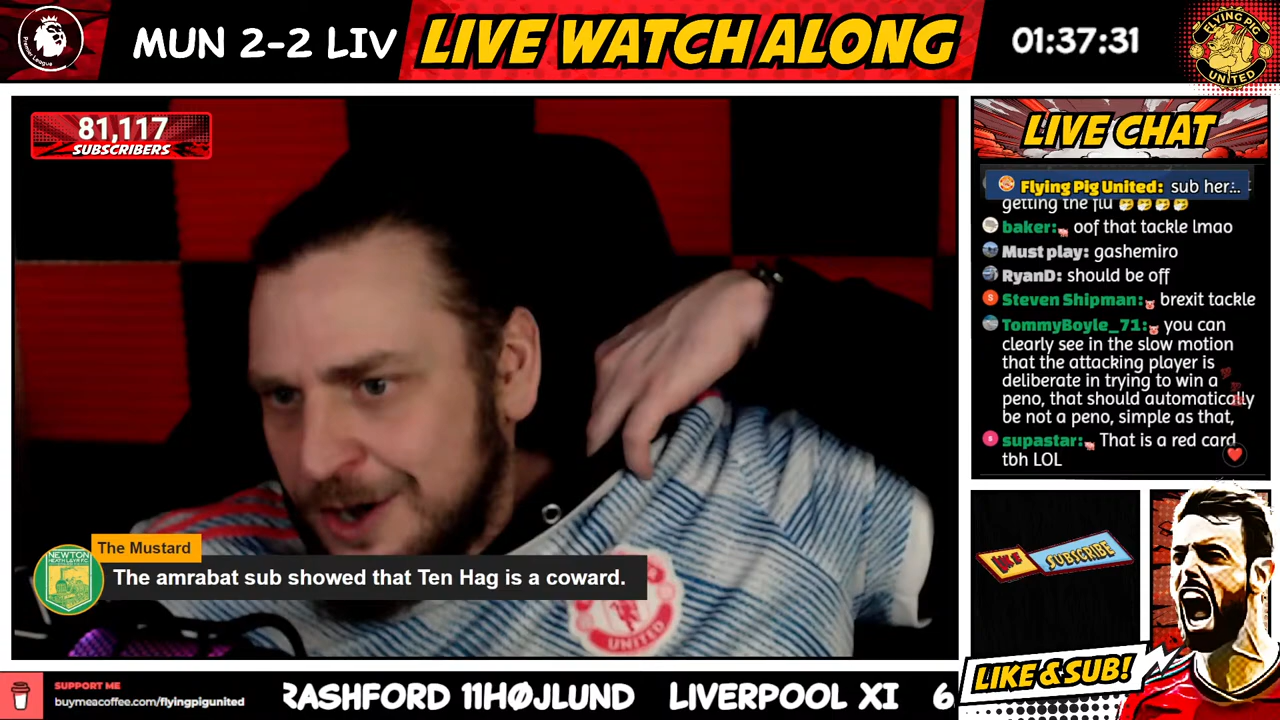 Premier League
MUN 2-2 LIV
LIVE WATCH ALONG
01:37:31
FLYING PIG
UNITED
81,117
SUBSCRIBERS
LIVE CHAT
Flying Pig United: sub her...
getting the flu
baker: oof that tackle lmao
Must play: gashemiro
RyanD: should be off
Steven Shipman: brexit tackle
TommyBoyle_71: you can
clearly see in the slow motion
that the attacking player is
deliberate in trying to win a
peno, that should automatically
be not a peno, simple as that,
supastar: That is a red card
tbh LOL
The Mustard
NEWTON
HEATH L&Y.R F.C.
The amrabat sub showed that Ten Hag is a coward.
UNITED
LIKE
SUBSCRIBE
LIKE & SUB!
SUPPORT ME
buymeacoffee.com/flyingpigunited
RASHFORD 11HØJLUND LIVERPOOL XI 6